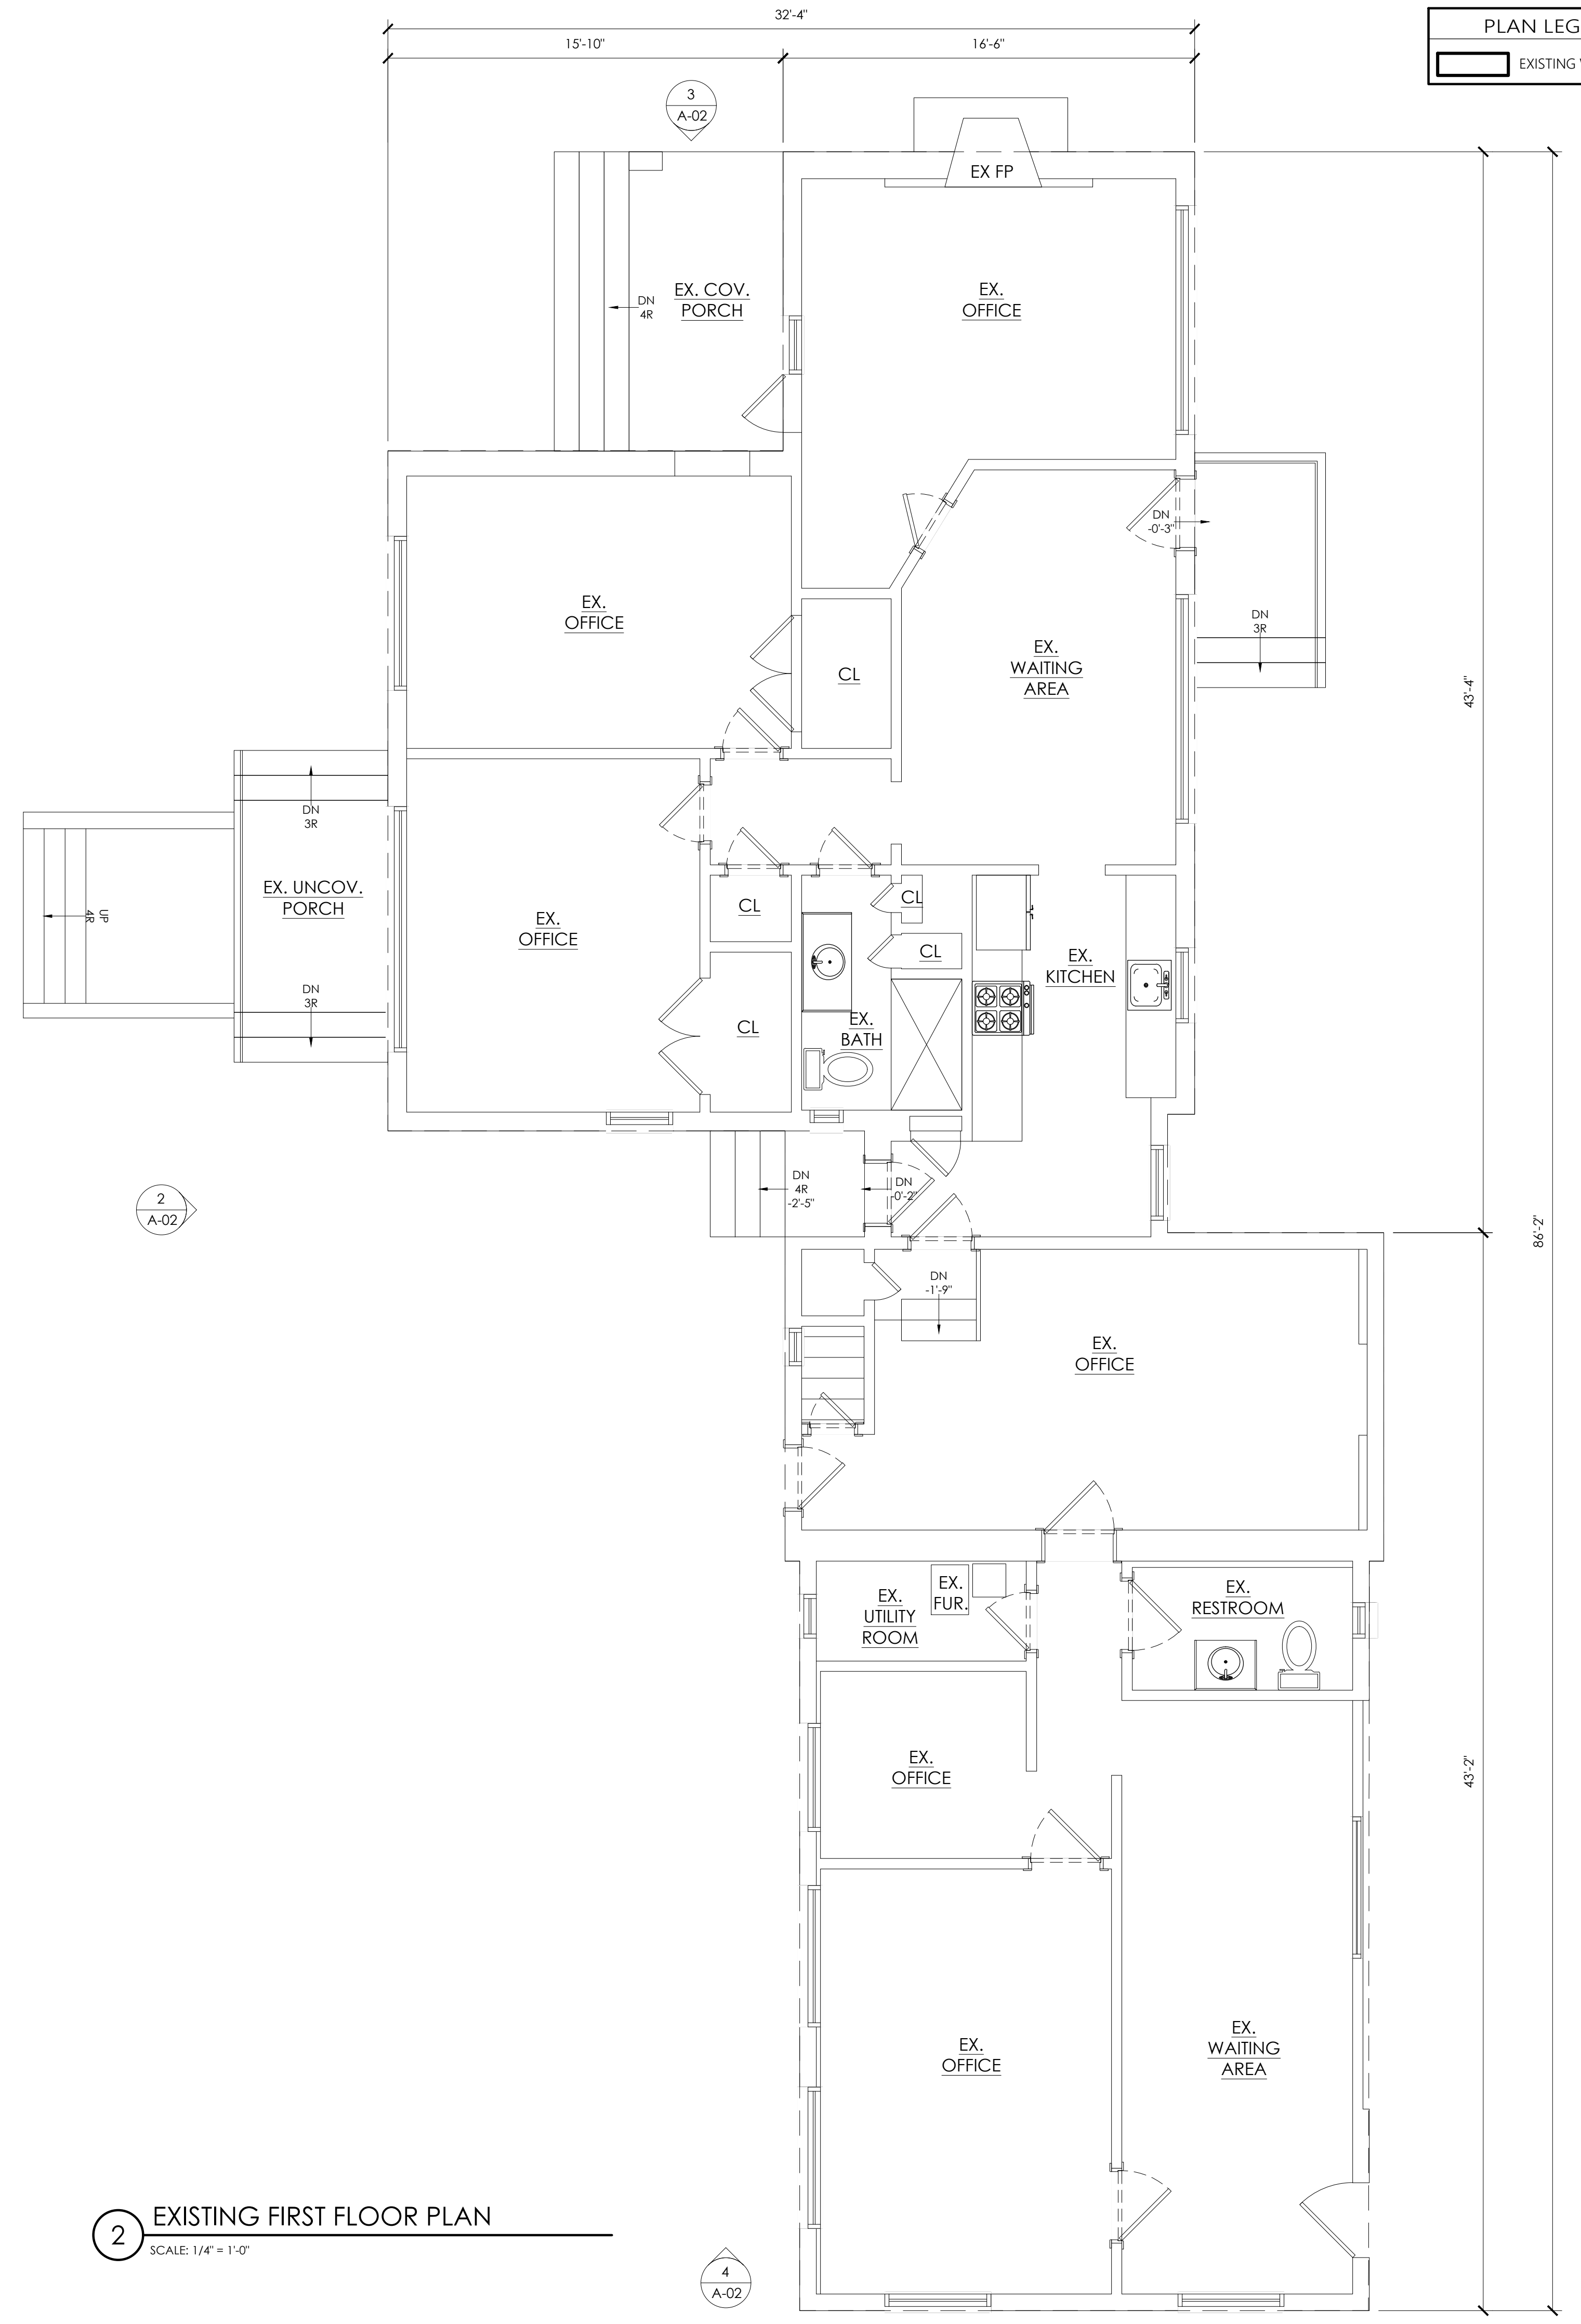 32'-4"
15'-10"
16'-6"
PLAN LEG
EXISTING
3
A-02
EX FP
EX. COV.
PORCH
DN
4R
EX.
OFFICE
DN
-0'-3"
EX.
OFFICE
CL
EX.
WAITING
AREA
DN
3R
43'-4"
DN
3R
EX. UNCOV.
PORCH
UP
4R
DN
3R
EX.
OFFICE
CL
CL
CL
CL
EX.
KITCHEN
EX.
BATH
2
A-02
DN
4R
-2'-5"
DN
-0'-2"
86'-2"
DN
-1'-9"
EX.
OFFICE
EX.
UTILITY
ROOM
EX.
FUR.
EX.
RESTROOM
EX.
OFFICE
43'-2"
EX.
OFFICE
EX.
WAITING
AREA
2
EXISTING FIRST FLOOR PLAN
SCALE: 1/4" = 1'-0"
4
A-02